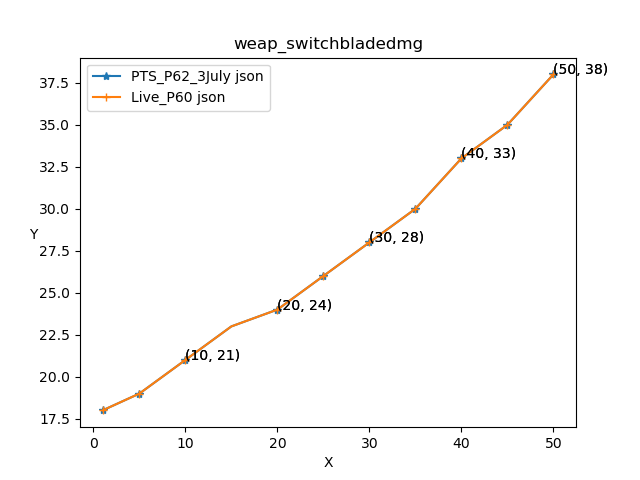 weap_switchbladedmg
PTS_P62_3July json
Live_P60 json
37.5
35.0
32.5
30.0
27.5
25.0
22.5
20.0
17.5
Y
(50, 38)
(40, 33)
(30, 28)
(20, 24)
(10, 21)
0 10 20 30 40 50
X